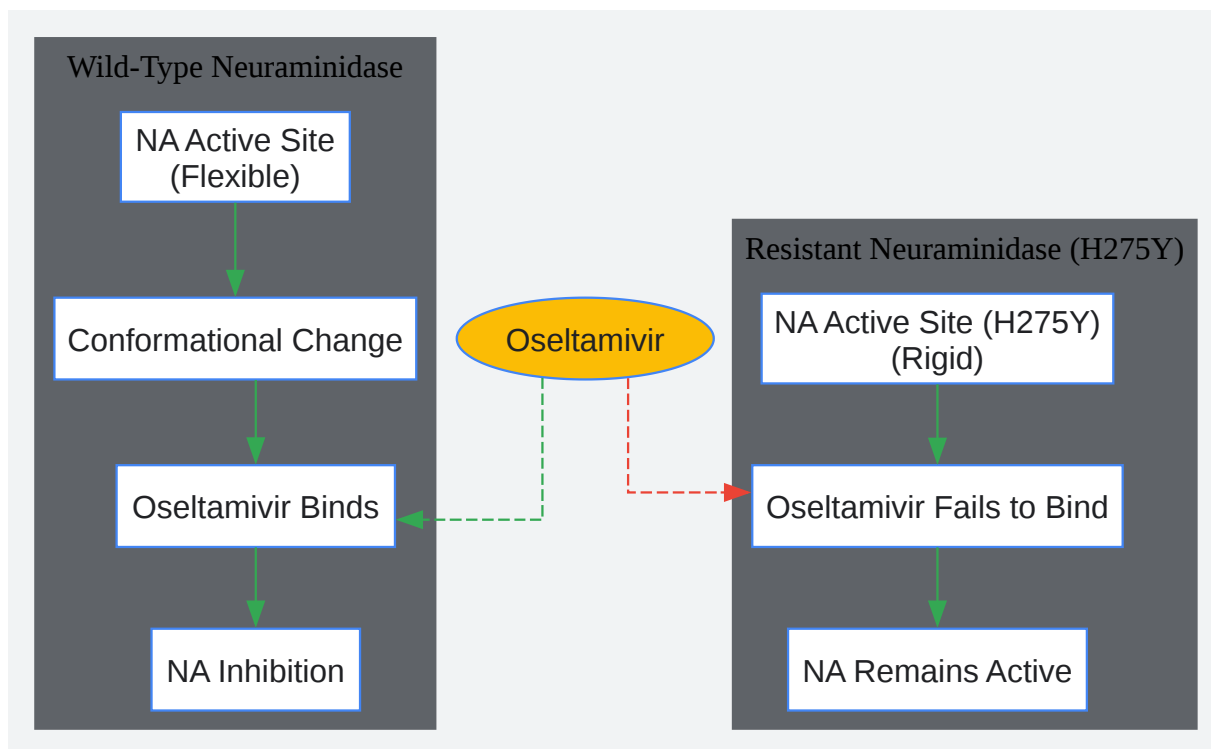 Wild-Type Neuraminidase
NA Active Site
(Flexible)
Conformational Change
Oseltamivir Binds
NA Inhibition
Oseltamivir
Resistant Neuraminidase (H275Y)
NA Active Site (H275Y)
(Rigid)
Oseltamivir Fails to Bind
NA Remains Active